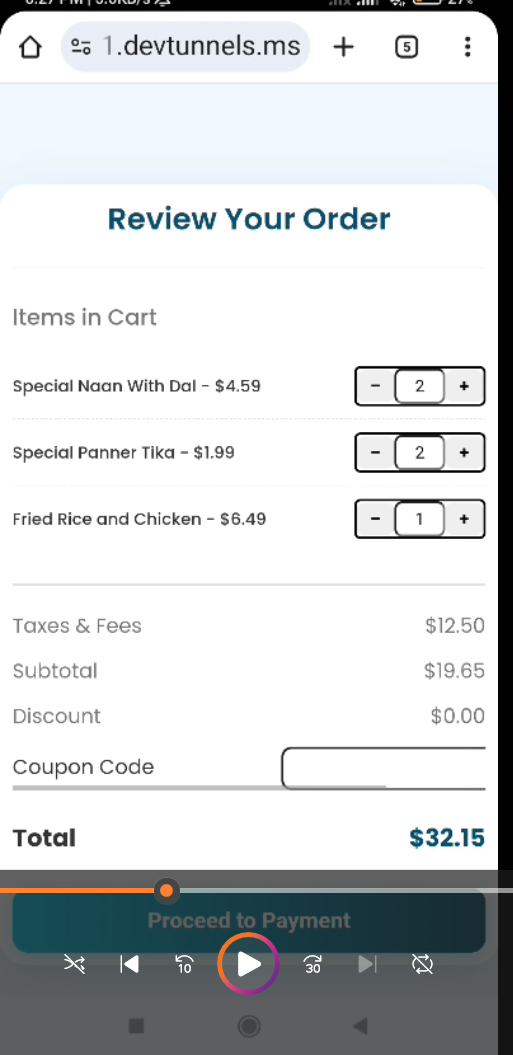 1.devtunnels.ms
5
Review Your Order
Items in Cart
Special Naan With Dal - $4.59
- 2 +
Special Panner Tika - $1.99
- 2 +
Fried Rice and Chicken - $6.49
- 1 +
Taxes & Fees $12.50
Subtotal $19.65
Discount $0.00
Coupon Code
Total $32.15
Proceed to Payment
10 30